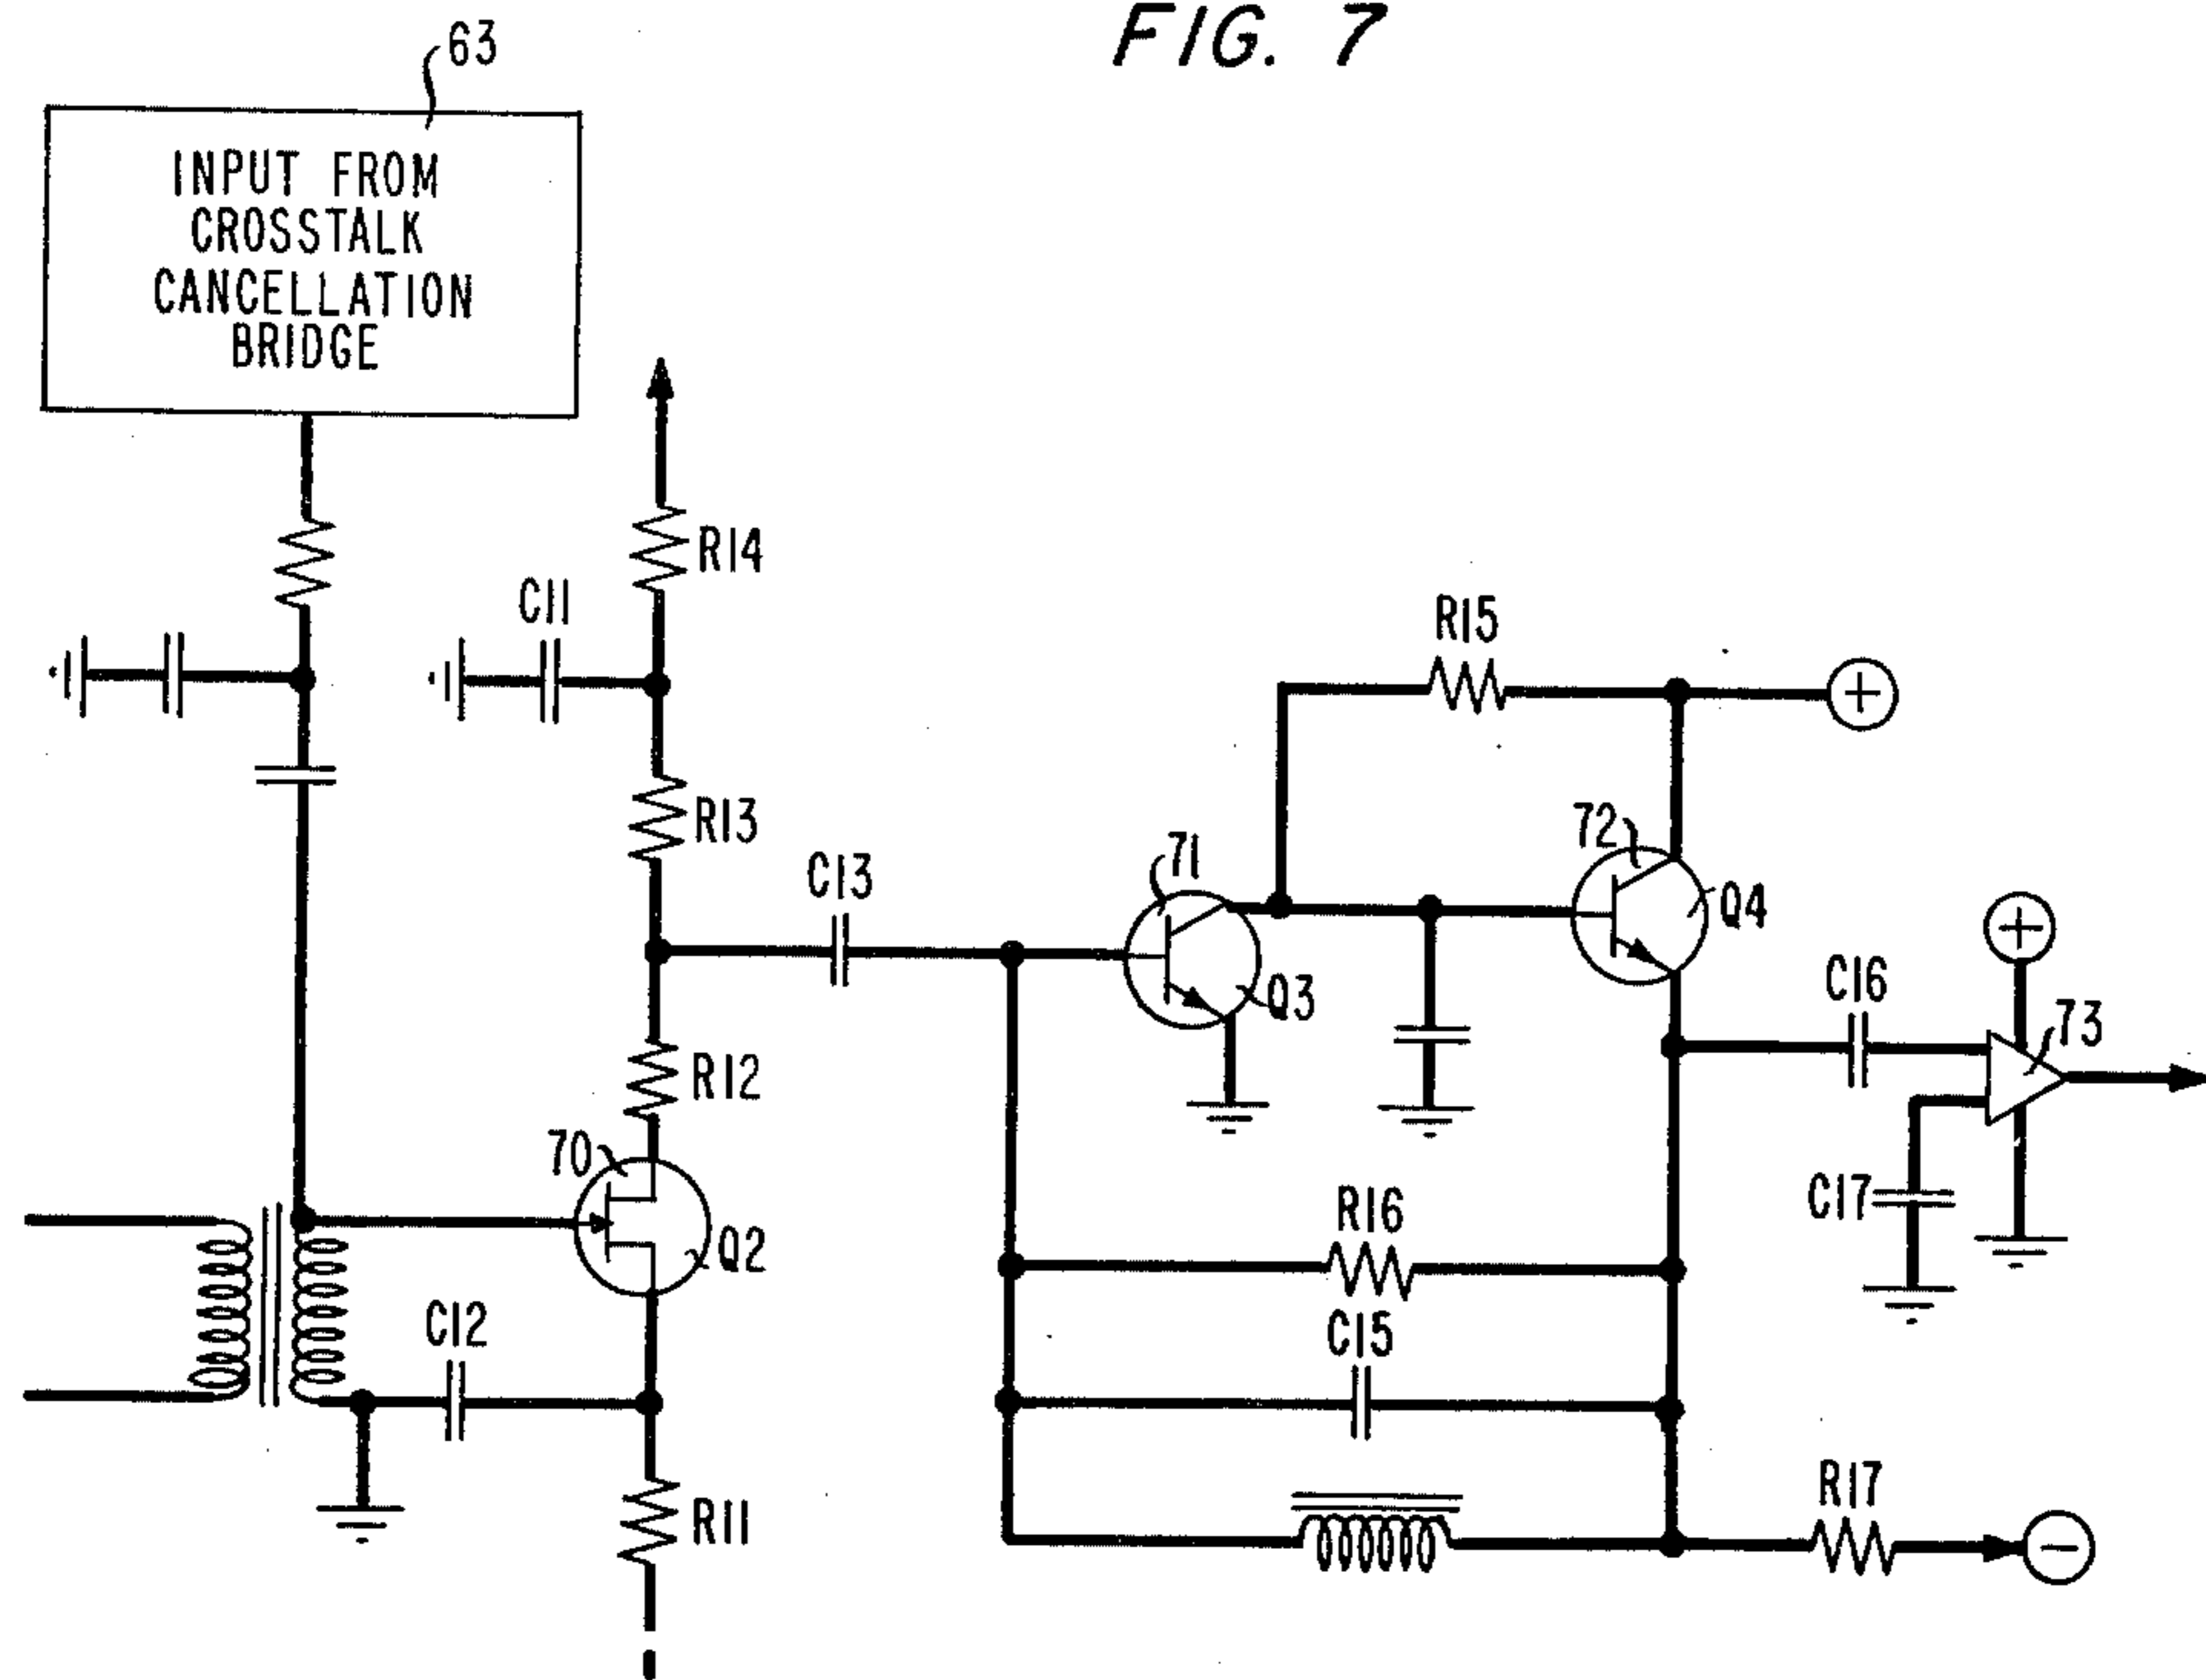 FIG. 7
63
INPUT FROM
CROSSTALK
CANCELLATION
BRIDGE
R14
C11
R15
+
R13
C13
71
72
Q4
Q3
+
C16
73
R12
70
Q2
C17
R16
C12
C15
R11
R17
−